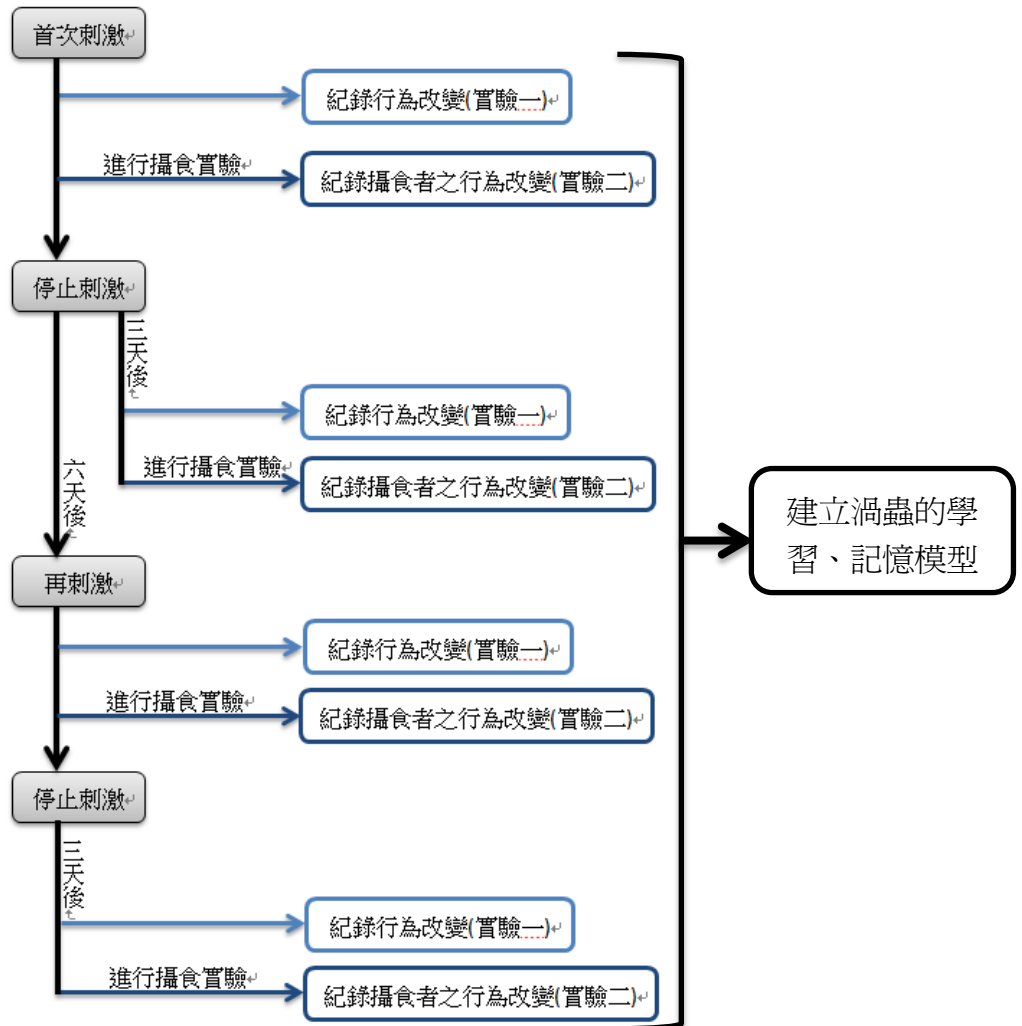 首次刺激
紀錄行為改變(實驗一)
進行攝食實驗
紀錄攝食者之行為改變(實驗二)
停止刺激
三天後
紀錄行為改變(實驗一)
進行攝食實驗
紀錄攝食者之行為改變(實驗二)
六天後
建立渦蟲的學
習、記憶模型
再刺激
紀錄行為改變(實驗一)
進行攝食實驗
紀錄攝食者之行為改變(實驗二)
停止刺激
三天後
紀錄行為改變(實驗一)
進行攝食實驗
紀錄攝食者之行為改變(實驗二)